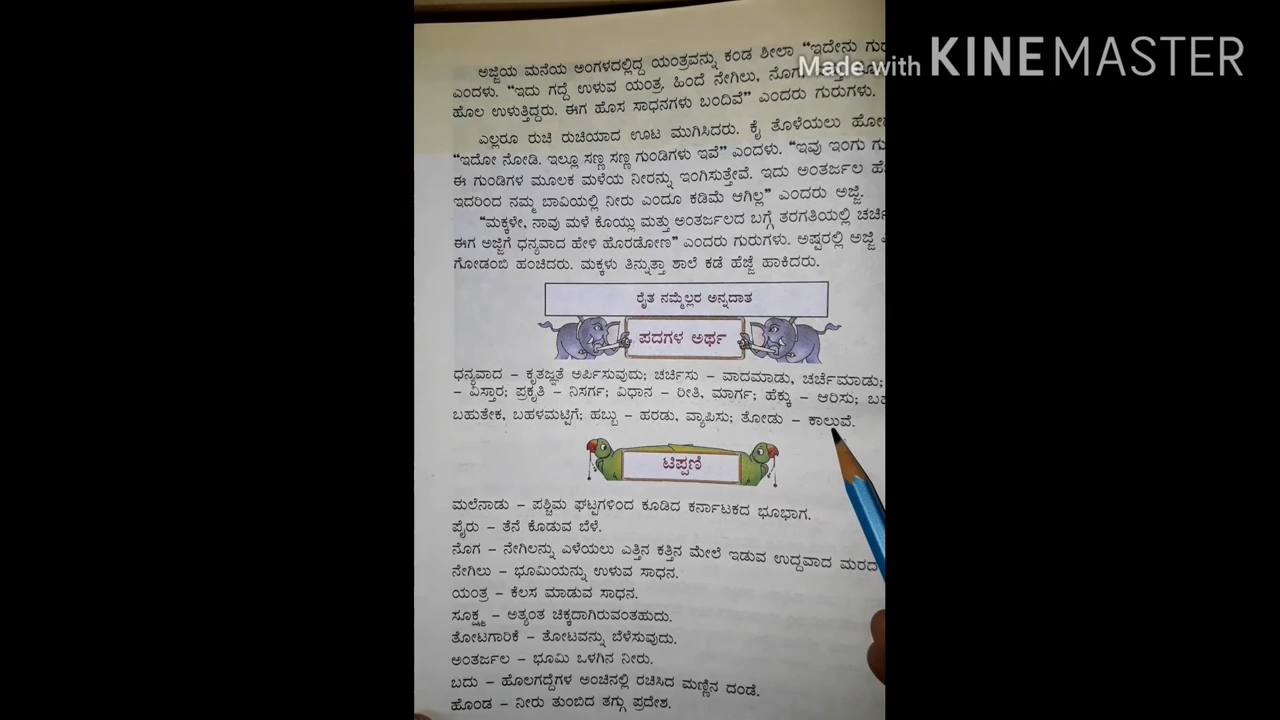 Made with KINEMASTER
ಅಜ್ಜಿಯ ಮನೆಯ ಅಂಗಳದಲ್ಲಿದ್ದ ಯಂತ್ರವನ್ನು ಕಂಡ ಶೀಲಾ “ಇದೇನು
ಎಂದಳು. “ಇದು ಗದ್ದೆ ಉಳುವ ಯಂತ್ರ. ಹಿಂದೆ ನೇಗಿಲು,
ಹೊಲ ಉಳುತ್ತಿದ್ದರು. ಈಗ ಹೊಸ ಸಾಧನಗಳು ಬಂದಿವೆ” ಎಂದರು ಗುರುಗಳು.
ಎಲ್ಲರೂ ರುಚಿ ರುಚಿಯಾದ ಊಟ ಮುಗಿಸಿದರು. ಕೈ ತೊಳೆಯಲು
“ಇದೋ ನೋಡಿ. ಇಲ್ಲೂ ಸಣ್ಣ ಸಣ್ಣ ಗುಂಡಿಗಳು ಇವೆ” ಎಂದಳು. “ಇವು ಇಂಗು
ಈ ಗುಂಡಿಗಳ ಮೂಲಕ ಮಳೆಯ ನೀರನ್ನು ಇಂಗಿಸುತ್ತೇವೆ. ಇದು ಅಂತರ್ಜಲ
ಇದರಿಂದ ನಮ್ಮ ಬಾವಿಯಲ್ಲಿ ನೀರು ಎಂದೂ ಕಡಿಮೆ ಆಗಿಲ್ಲ” ಎಂದರು ಅಜ್ಜಿ.
“ಮಕ್ಕಳೇ, ನಾವು ಮಳೆ ಕೊಯ್ಲು ಮತ್ತು ಅಂತರ್ಜಲದ ಬಗ್ಗೆ ತರಗತಿಯಲ್ಲಿ
ಈಗ ಅಜ್ಜಿಗೆ ಧನ್ಯವಾದ ಹೇಳಿ ಹೊರಡೋಣ” ಎಂದರು ಗುರುಗಳು. ಅಷ್ಟರಲ್ಲಿ ಅಜ್ಜಿ
ಗೋಡಂಬಿ ಹಂಚಿದರು. ಮಕ್ಕಳು ತಿನ್ನುತ್ತಾ ಶಾಲೆ ಕಡೆ ಹೆಜ್ಜೆ ಹಾಕಿದರು.
ರೈತ ನಮ್ಮೆಲ್ಲರ ಅನ್ನದಾತ
ಪದಗಳ ಅರ್ಥ
ಧನ್ಯವಾದ – ಕೃತಜ್ಞತೆ ಅರ್ಪಿಸುವುದು; ಚರ್ಚಿಸು – ವಾದಮಾಡು, ಚರ್ಚೆಮಾಡು;
– ವಿಸ್ತಾರ; ಪ್ರಕೃತಿ – ನಿಸರ್ಗ; ವಿಧಾನ – ರೀತಿ, ಮಾರ್ಗ; ಹೆಕ್ಕು – ಆರಿಸು;
ಬಹುತೇಕ, ಬಹಳಮಟ್ಟಿಗೆ; ಹಬ್ಬು – ಹರಡು, ವ್ಯಾಪಿಸು; ತೋಡು – ಕಾಲುವೆ.
ಟಿಪ್ಪಣಿ
ಮಲೆನಾಡು – ಪಶ್ಚಿಮ ಘಟ್ಟಗಳಿಂದ ಕೂಡಿದ ಕರ್ನಾಟಕದ ಭೂಭಾಗ.
ಪೈರು – ತೆನೆ ಕೊಡುವ ಬೆಳೆ.
ನೊಗ – ನೇಗಿಲನ್ನು ಎಳೆಯಲು ಎತ್ತಿನ ಕತ್ತಿನ ಮೇಲೆ ಇಡುವ ಉದ್ದವಾದ ಮರದ
ನೇಗಿಲು – ಭೂಮಿಯನ್ನು ಉಳುವ ಸಾಧನ.
ಯಂತ್ರ – ಕೆಲಸ ಮಾಡುವ ಸಾಧನ.
ಸೂಕ್ಷ್ಮ – ಅತ್ಯಂತ ಚಿಕ್ಕದಾಗಿರುವಂತಹುದು.
ತೋಟಗಾರಿಕೆ – ತೋಟವನ್ನು ಬೆಳೆಸುವುದು.
ಅಂತರ್ಜಲ – ಭೂಮಿ ಒಳಗಿನ ನೀರು.
ಬದು – ಹೊಲಗದ್ದೆಗಳ ಅಂಚಿನಲ್ಲಿ ರಚಿಸಿದ ಮಣ್ಣಿನ ದಂಡೆ.
ಹೊಂಡ – ನೀರು ತುಂಬಿದ ತಗ್ಗು ಪ್ರದೇಶ.